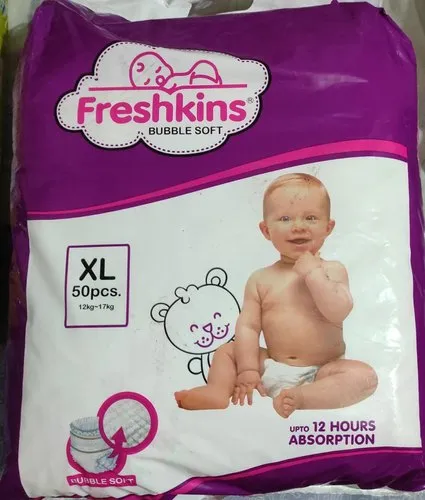 Freshkins®
BUBBLE SOFT
XL
50pcs.
12kg~17kg
UPTO 12 HOURS
ABSORPTION
BUBBLE SOFT